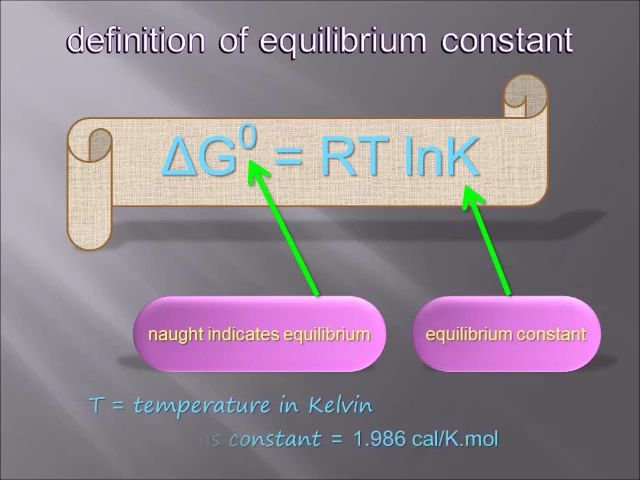 definition of equilibrium constant
ΔG⁰ = RT lnK
naught indicates equilibrium
equilibrium constant
T = temperature in Kelvin
as constant = 1.986 cal/K.mol